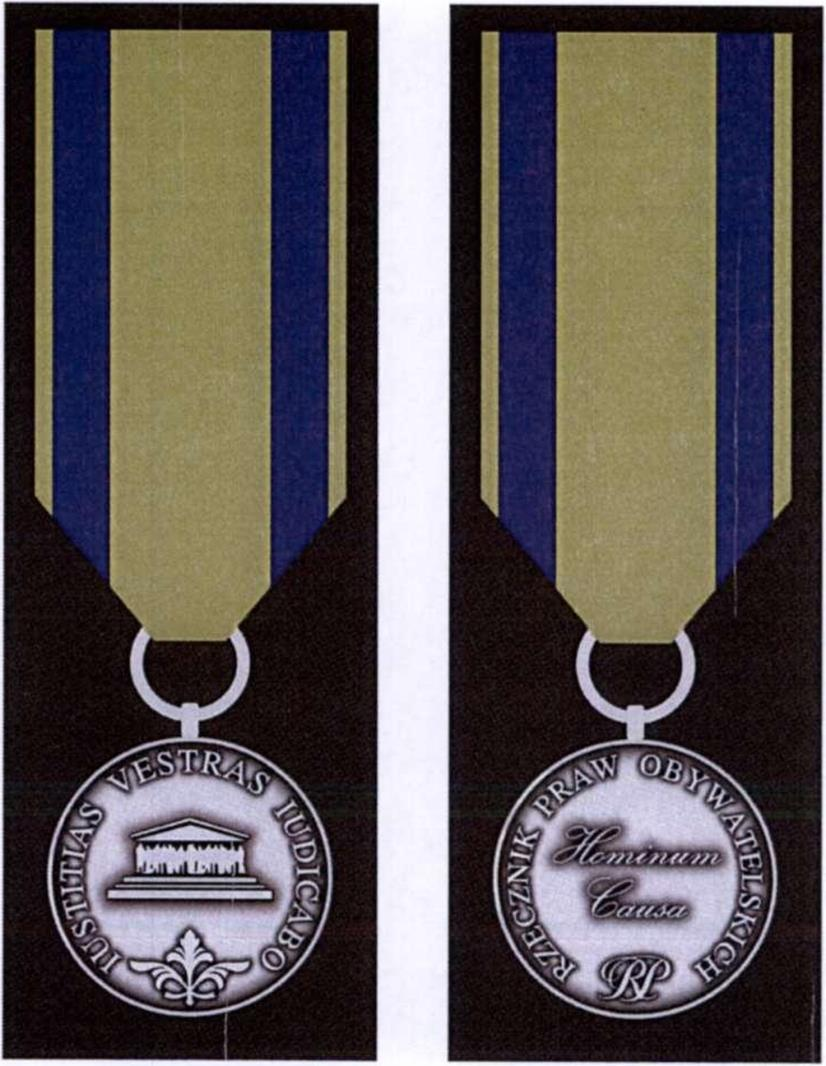 IUSTITIAS VESTRAS IUDICABO
RZECZNIK PRAW OBYWATELSKICH
Hominum
Causa
RP